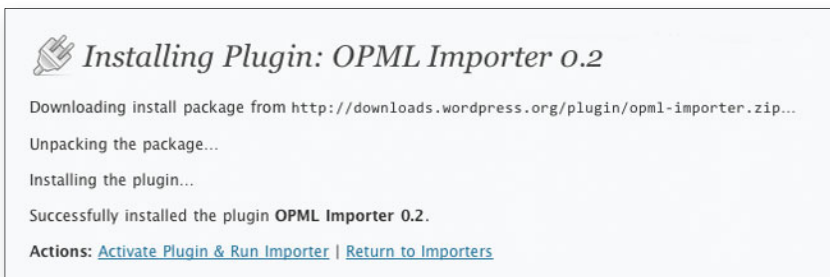 Installing Plugin: OPML Importer 0.2
Downloading install package from http://downloads.wordpress.org/plugin/opml-importer.zip...
Unpacking the package...
Installing the plugin...
Successfully installed the plugin OPML Importer 0.2.
Actions: Activate Plugin & Run Importer | Return to Importers